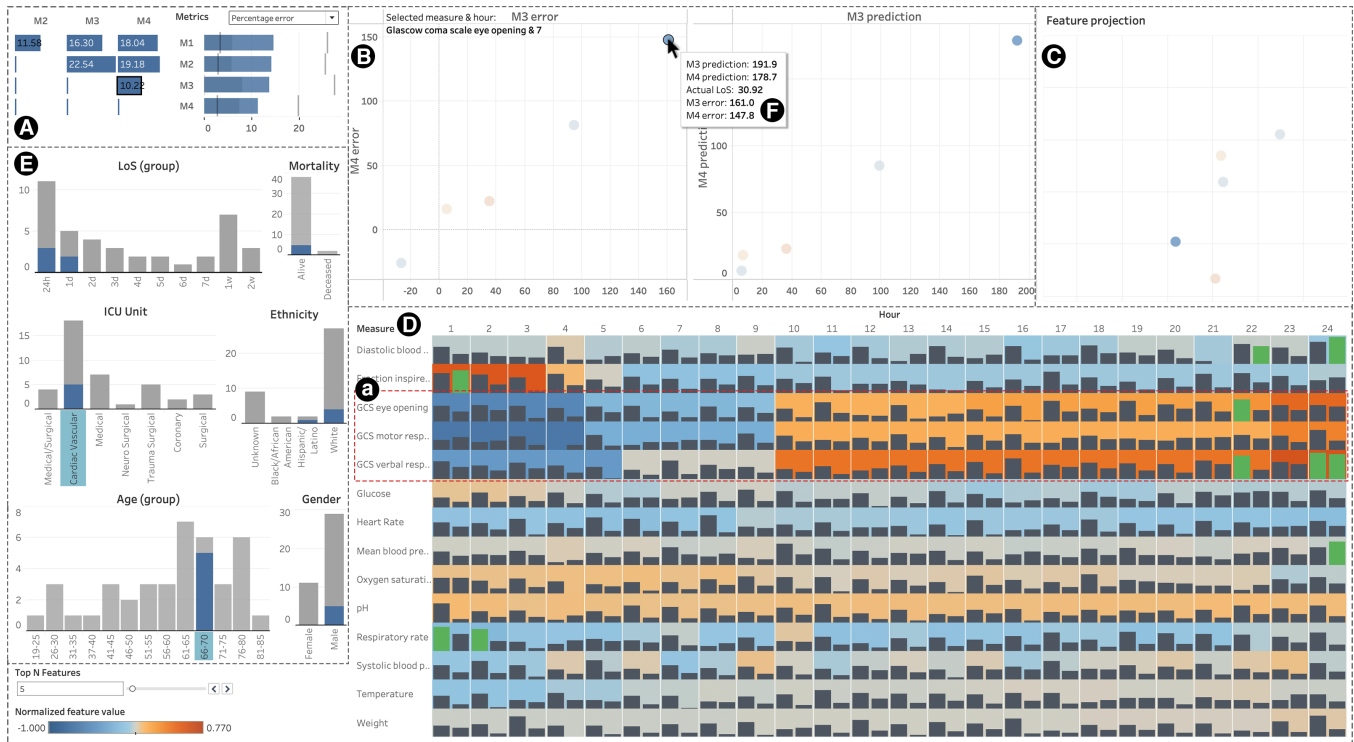 M2 M3 M4
Metrics
Percentage error
11.58 16.30 18.04
22.54 19.18
10.22
M1
M2
M3
M4
0 10 20
A
Selected measure & hour:
Glascow coma scale eye opening & 7
M3 error
B
150
100
50
0
M4 error
-20 0 20 40 60 80 100 120 140 160
M3 prediction: 191.9
M4 prediction: 178.7
Actual LoS: 30.92
M3 error: 161.0
M4 error: 147.8
F
M3 prediction
100
50
0
0 20 40 60 80 100 120 140 160 180 200
Feature projection
C
E
LoS (group)
10
5
0
24h 1d 2d 3d 4d 5d 6d 7d 1w 2w
Mortality
40
30
20
10
0
Alive
Deceased
ICU Unit
15
10
5
0
Medical/Surgical
Cardiac Vascular
Medical
Neuro Surgical
Trauma Surgical
Coronary
Surgical
Ethnicity
20
10
0
Unknown
Black/African
American
Hispanic/
Latino
White
Age (group)
8
6
4
2
0
19-25
26-30
31-35
37-40
41-45
46-50
51-55
56-60
61-65
66-70
71-75
76-80
81-85
Gender
30
20
10
0
Female
Male
Top N Features
5
Normalized feature value
-1.000 0.770
Measure
D
Hour
1 2 3 4 5 6 7 8 9 10 11 12 13 14 15 16 17 18 19 20 21 22 23 24
Diastolic blood ..
a
GCS eye opening
GCS motor resp..
GCS verbal resp..
Glucose
Heart Rate
Mean blood pre..
Oxygen saturati..
pH
Respiratory rate
Systolic blood p..
Temperature
Weight